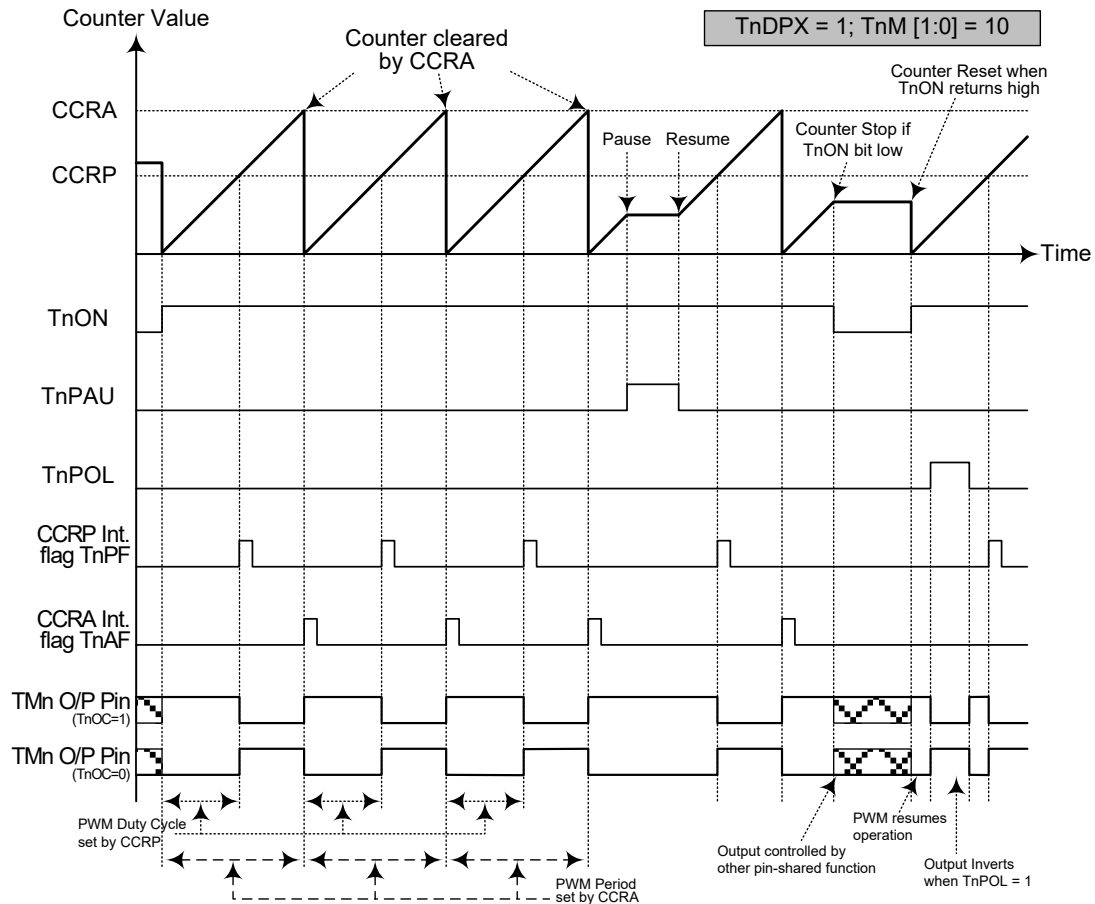 Counter Value
TnDPX = 1; TnM [1:0] = 10
Counter cleared
by CCRA
Counter Reset when
TnON returns high
CCRA
Pause
Resume
Counter Stop if
TnON bit low
CCRP
Time
TnON
TnPAU
TnPOL
CCRP Int.
flag TnPF
CCRA Int.
flag TnAF
TMn O/P Pin
(TnOC=1)
TMn O/P Pin
(TnOC=0)
PWM Duty Cycle
set by CCRP
PWM resumes
operation
Output controlled by
other pin-shared function
Output Inverts
when TnPOL = 1
PWM Period
set by CCRA